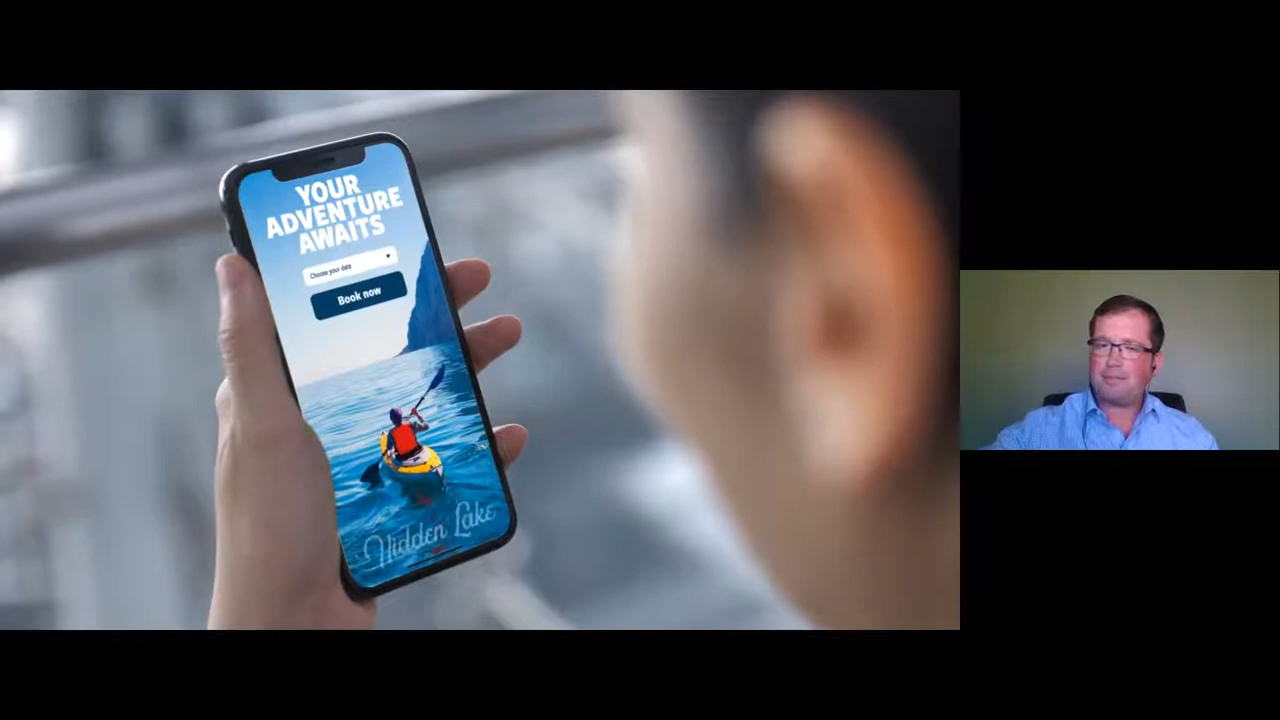 YOUR
ADVENTURE
AWAITS
Choose your date
Book now
Hidden Lake